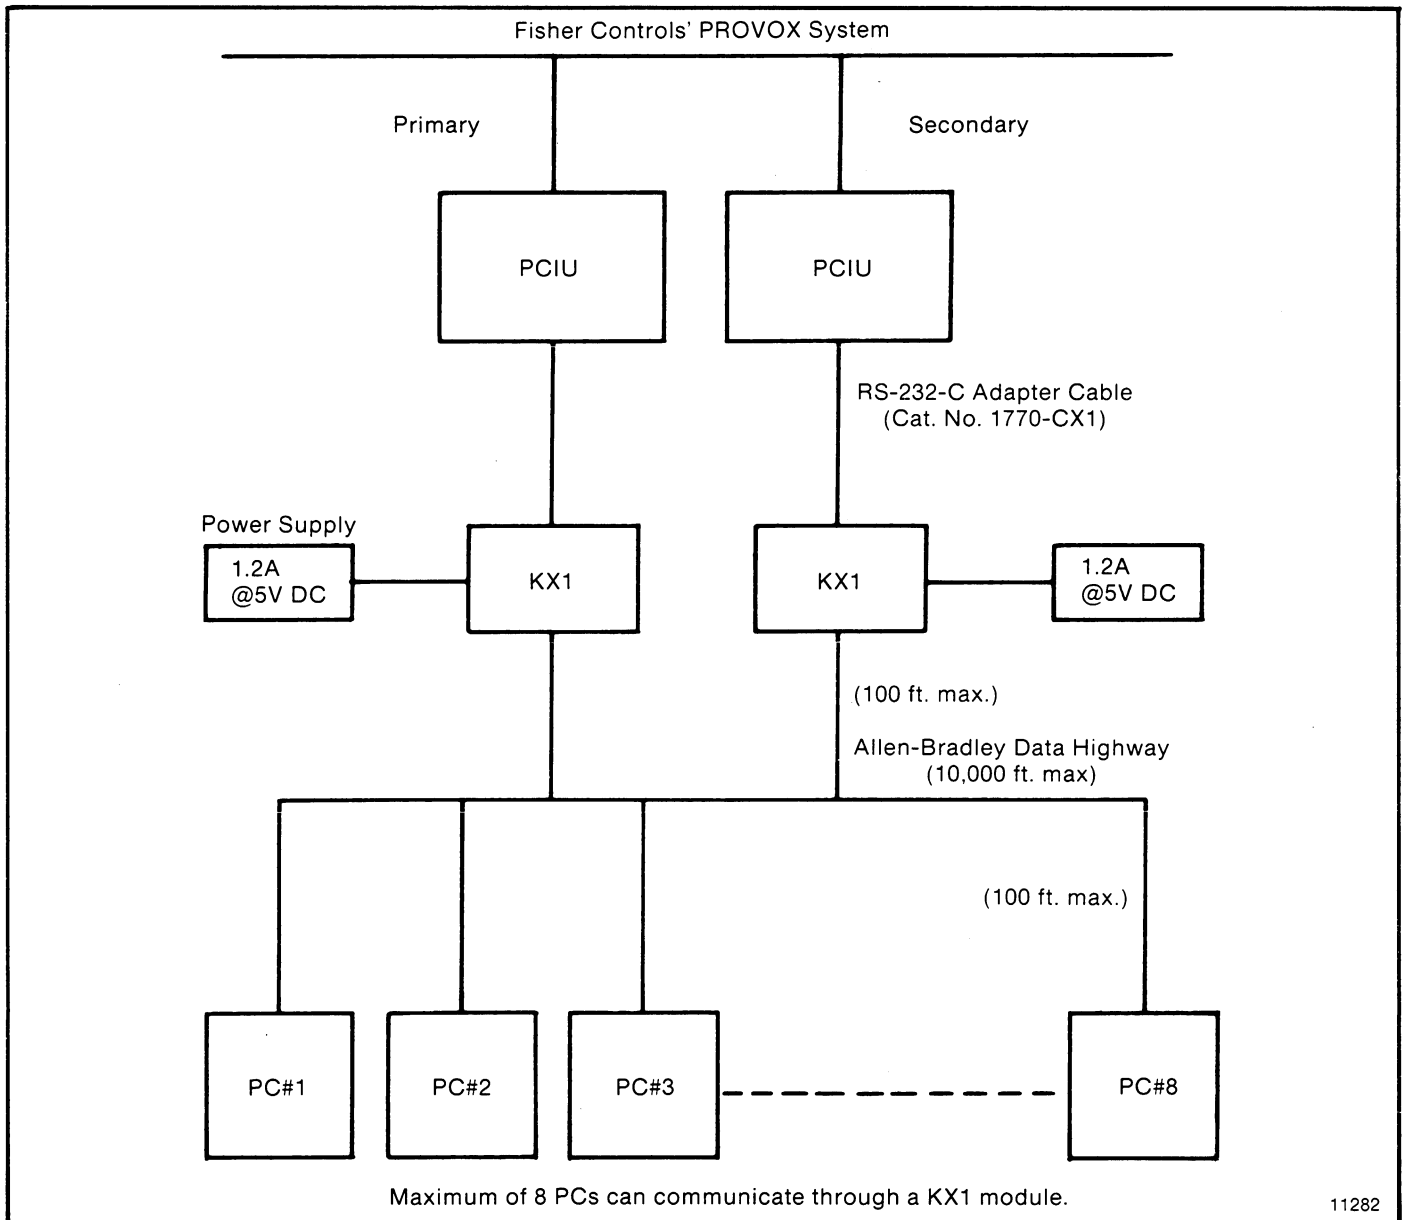 Fisher Controls' PROVOX System
Primary
Secondary
PCIU
PCIU
RS-232-C Adapter Cable
(Cat. No. 1770-CX1)
Power Supply
1.2A
@5V DC
KX1
KX1
1.2A
@5V DC
(100 ft. max.)
Allen-Bradley Data Highway
(10,000 ft. max)
(100 ft. max.)
PC#1
PC#2
PC#3
PC#8
Maximum of 8 PCs can communicate through a KX1 module.
11282